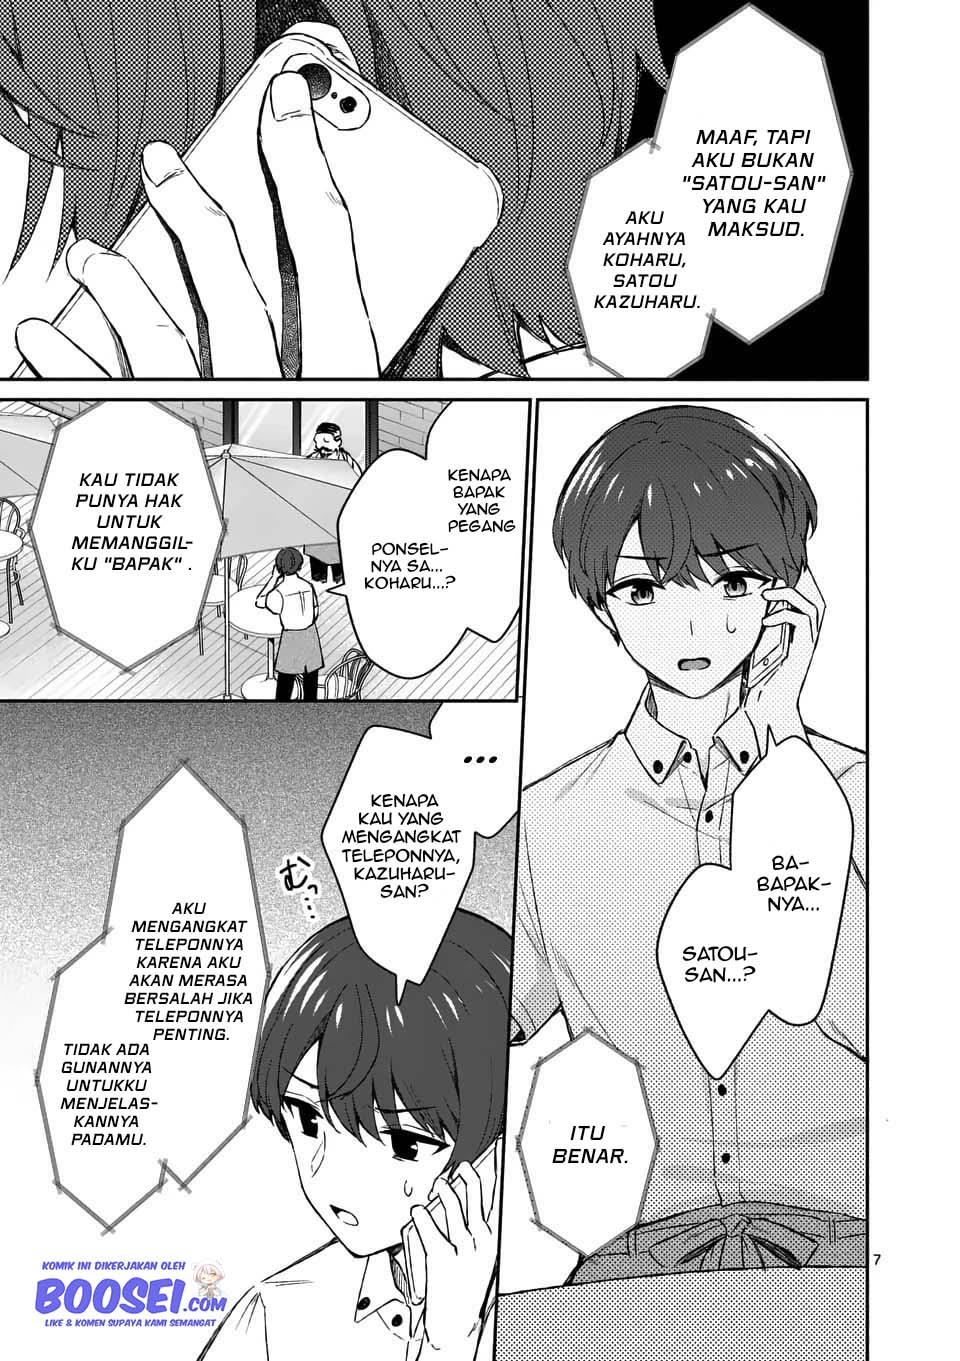 MAAF, TAPI
AKU BUKAN
"SATOU-SAN"
YANG KAU
MAKSUD.
AKU
AYAHNYA
KOHARU,
SATOU
KAZUHARU.
BA-
BAPAK-
NYA...
SATOU-
SAN...?
ITU
BENAR.
KENAPA
BAPAK
YANG
PEGANG
PONSEL-
NYA SA...
KOHARU...?
KAU TIDAK
PUNYA HAK
UNTUK
MEMANGGIL-
KU "BAPAK" .
...
KENAPA
KAU YANG
MENGANGKAT
TELEPONNYA,
KAZUHARU-
SAN?
むっ…
AKU
MENGANGKAT
TELEPONNYA
KARENA AKU
AKAN MERASA
BERSALAH JIKA
TELEPONNYA
PENTING.
TIDAK ADA
GUNANNYA
UNTUKKU
MENJELAS-
KANNYA
PADAMU.
7
KOMIK INI DIKERJAKAN OLEH
BOOSEI.COM
LIKE & KOMEN SUPAYA KAMI SEMANGAT